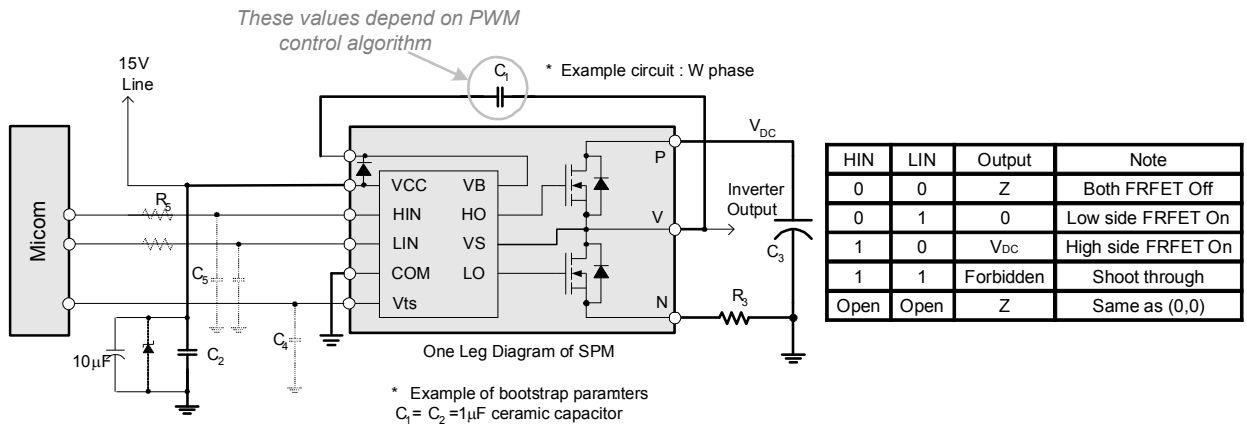 These values depend on PWM
control algorithm
15V
Line
C1
* Example circuit : W phase
Micom
R5
C5
10μF
C2
C4
VCC
HIN
LIN
COM
Vts
VB
HO
VS
LO
P
V
N
VDC
Inverter
Output
C3
R3
One Leg Diagram of SPM
* Example of bootstrap paramters
C1= C2 =1μF ceramic capacitor
HIN LIN Output Note
0 0 Z Both FRFET Off
0 1 0 Low side FRFET On
1 0 VDC High side FRFET On
1 1 Forbidden Shoot through
Open Open Z Same as (0,0)